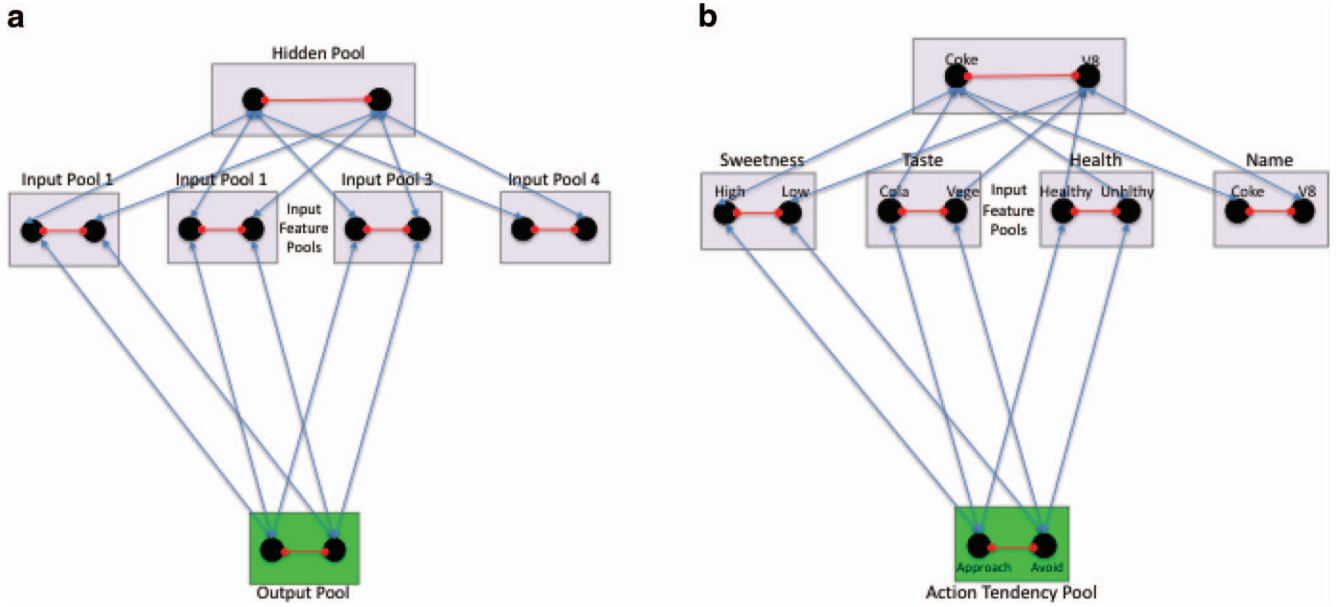 a
Hidden Pool
Input Pool 1
Input Pool 1
Input Pool 3
Input Pool 4
Input
Feature
Pools
Output Pool
b
Coke
V8
Sweetness
Taste
Health
Name
High
Low
Cola
Vege
Input
Feature
Pools
Healthy
Unhlthy
Coke
V8
Approach
Avoid
Action Tendency Pool